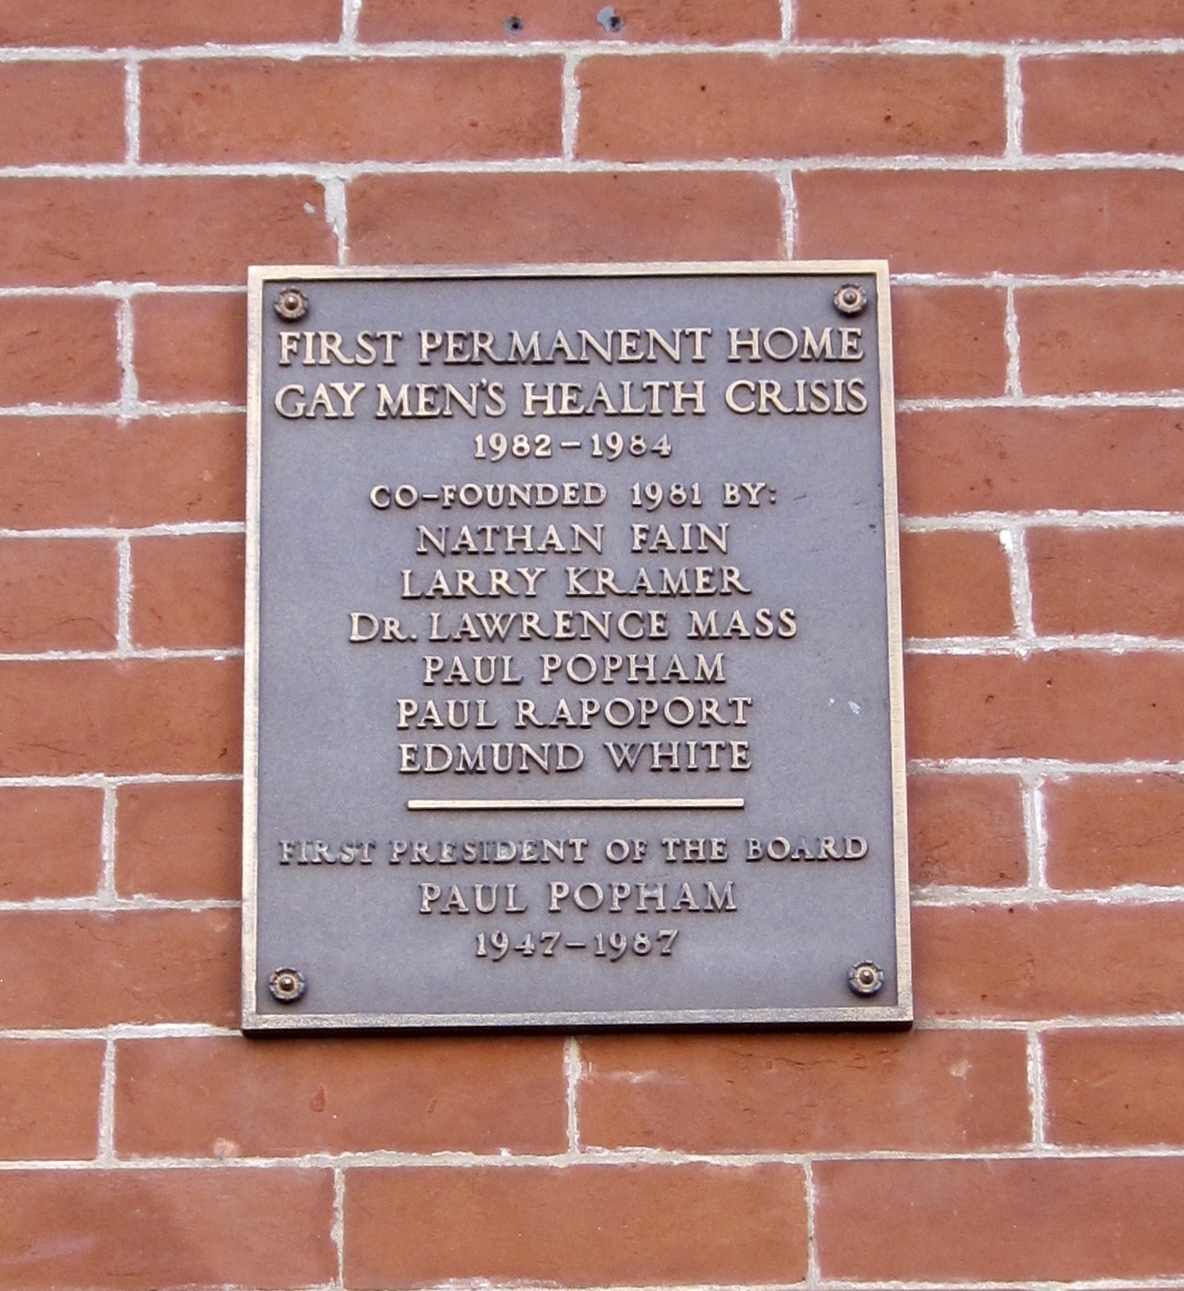 FIRST PERMANENT HOME
GAY MEN'S HEALTH CRISIS
1982–1984
CO–FOUNDED 1981 BY:
NATHAN FAIN
LARRY KRAMER
DR. LAWRENCE MASS
PAUL POPHAM
PAUL RAPOPORT
EDMUND WHITE
FIRST PRESIDENT OF THE BOARD
PAUL POPHAM
1947–1987